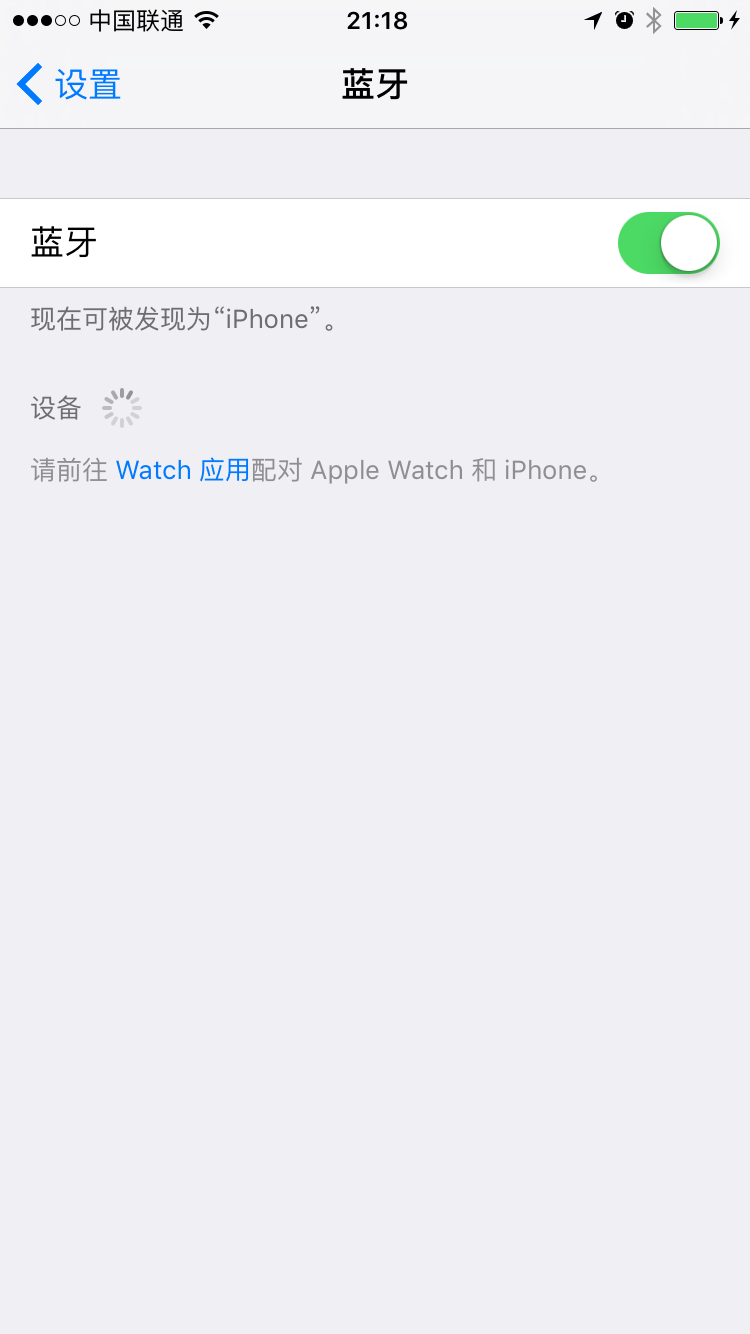 中国联通 21:18
设置 蓝牙
蓝牙
现在可被发现为“iPhone”。
设备
请前往 Watch 应用配对 Apple Watch 和 iPhone。